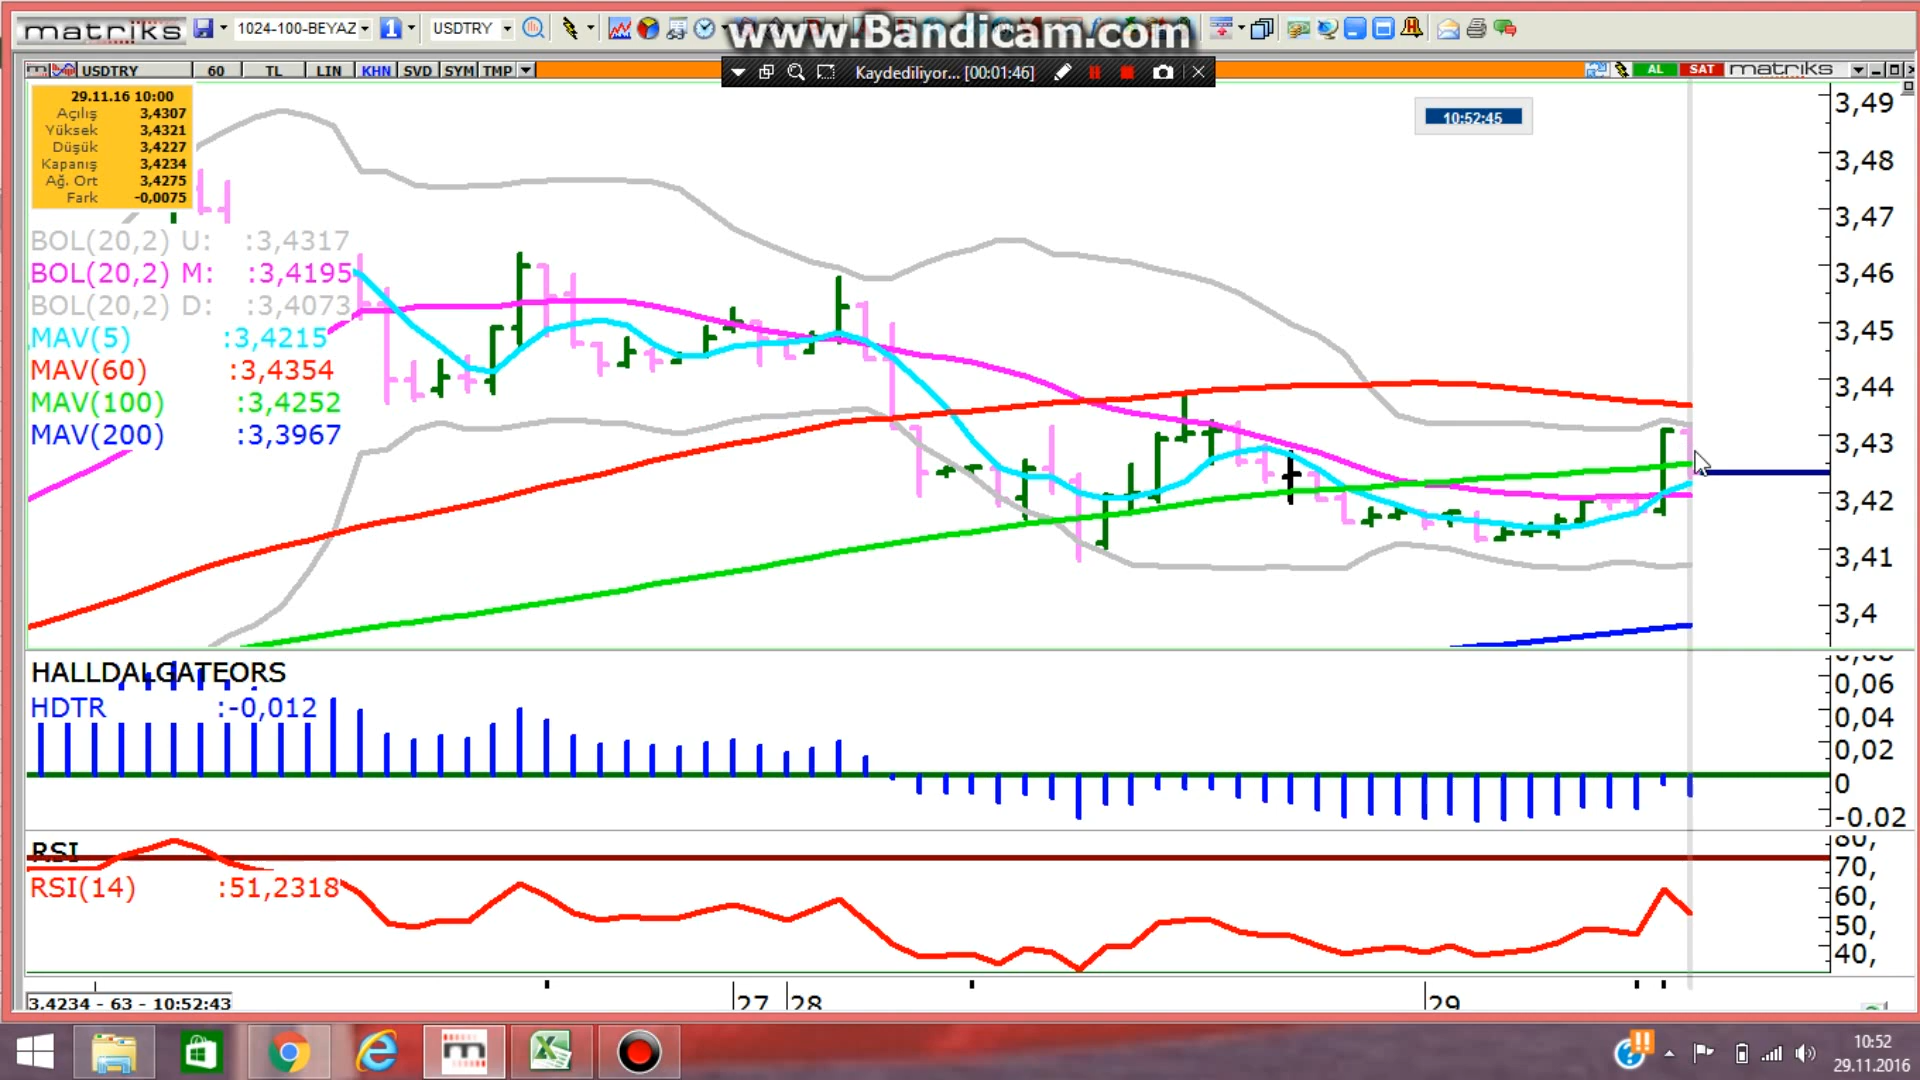 matriks 1024-100-BEYAZ 1 USDTRY
www.Bandicam.com
USDTRY 60 TL LIN KHN SVD SYM TMP
Kaydediliyor... [00:01:46]
AL SAT matriks
29.11.16 10:00
Açılış 3,4307
Yüksek 3,4321
Düşük 3,4227
Kapanış 3,4234
Ağ. Ort 3,4275
Fark -0,0075
10:52:45
BOL(20,2) U: :3,4317
BOL(20,2) M: :3,4195
BOL(20,2) D: :3,4073
MAV(5) :3,4215
MAV(60) :3,4354
MAV(100) :3,4252
MAV(200) :3,3967
3,49
3,48
3,47
3,46
3,45
3,44
3,43
3,42
3,41
3,4
HALLDALGATEORS
HDTR :-0,012
0,06
0,04
0,02
0
-0.02
RSI
RSI(14) :51,2318
80,
70,
60,
50,
40,
27 28 29
3.4234 - 63 - 10:52:43
10:52
29.11.2016